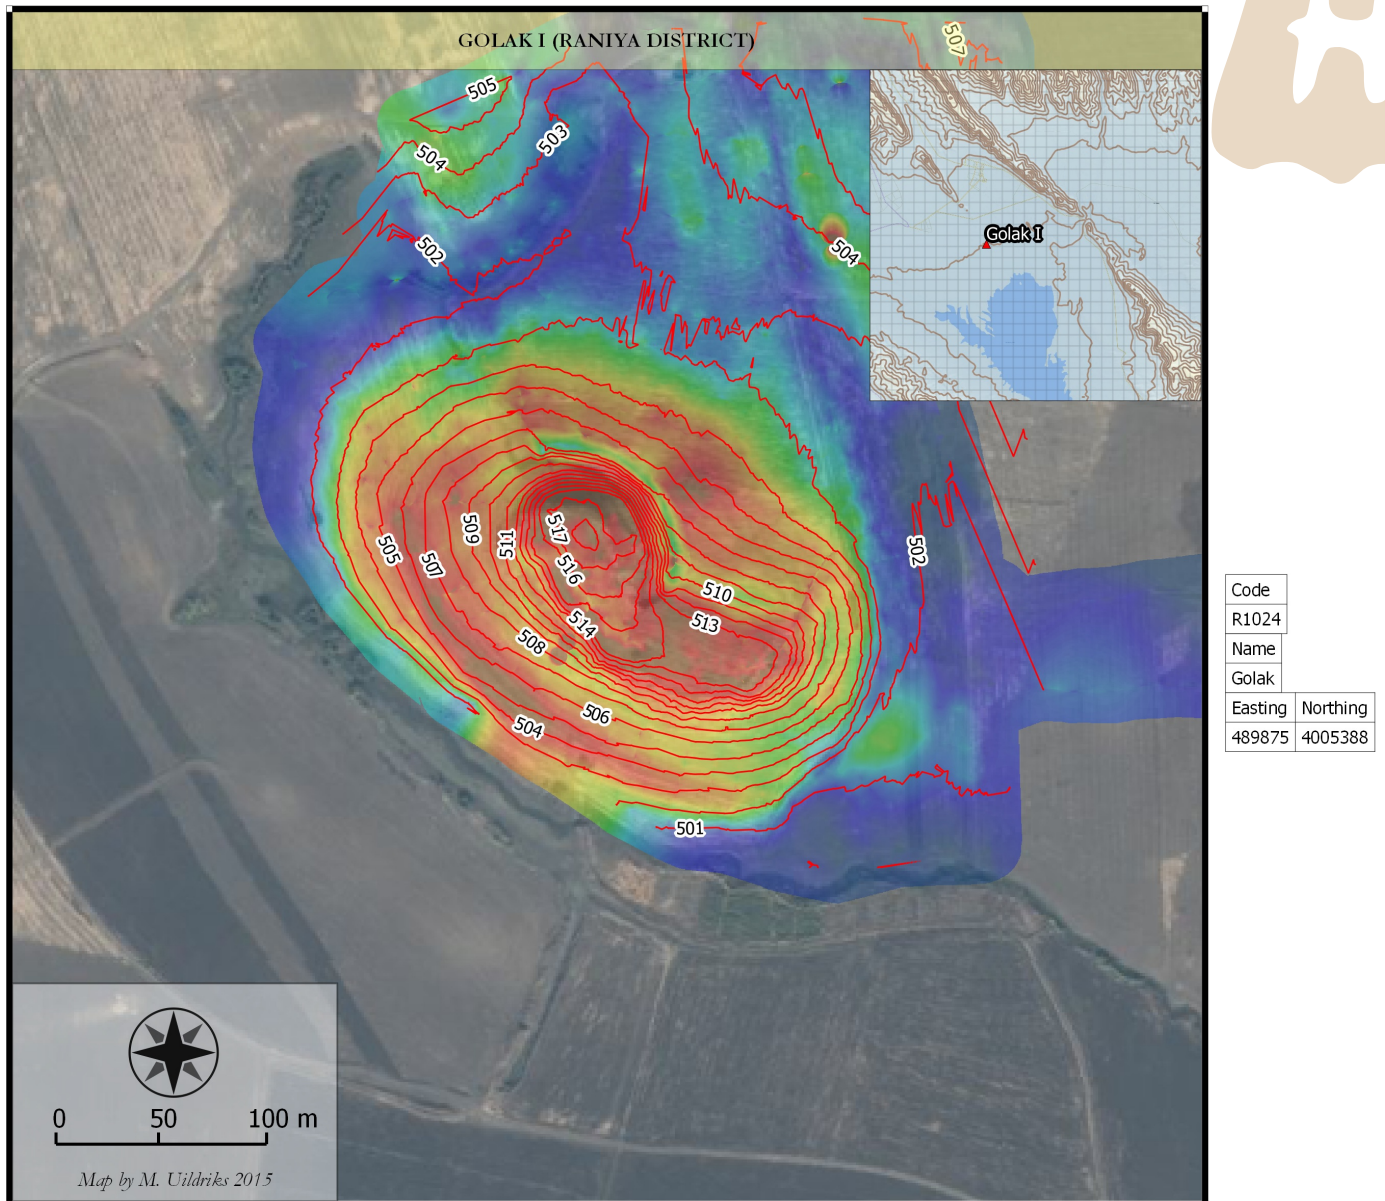 GOLAK I (RANIYA DISTRICT)
507
505
504
503
502
504
Golak I
517
509
511
505
507
516
502
510
513
514
508
506
504
501
Code
R1024
Name
Golak
Easting Northing
489875 4005388
0 50 100 m
Map by M. Uildriks 2015